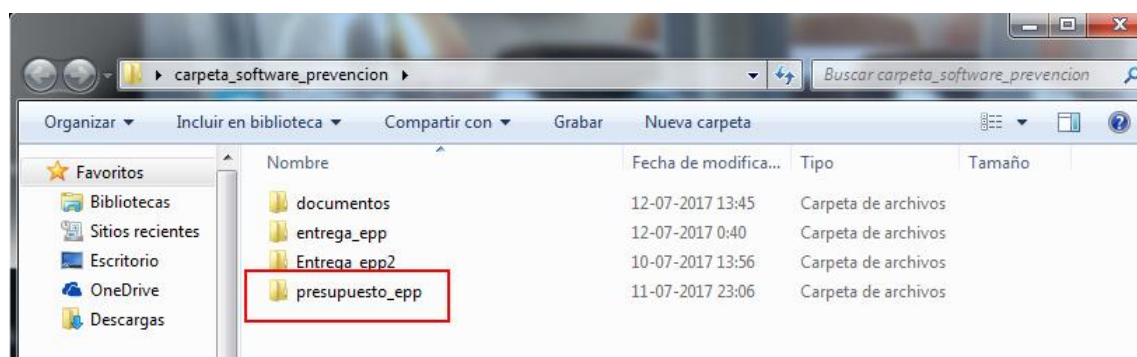 carpeta_software_prevencion
Buscar carpeta_software_prevencion
Organizar Incluir en biblioteca Compartir con Grabar Nueva carpeta
Favoritos
Bibliotecas
Sitios recientes
Escritorio
OneDrive
Descargas
Nombre Fecha de modifica... Tipo Tamaño
documentos 12-07-2017 13:45 Carpeta de archivos
entrega_epp 12-07-2017 0:40 Carpeta de archivos
Entrega_epp2 10-07-2017 13:56 Carpeta de archivos
presupuesto_epp 11-07-2017 23:06 Carpeta de archivos